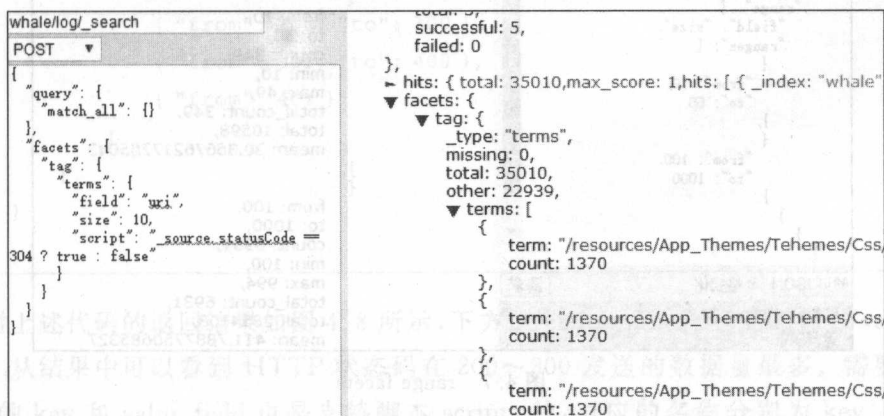 whale/log/_search
POST ▼
{
"query": {
"match_all": {}
},
"facets": {
"tag": {
"terms": {
"field": "uri",
"size": 10,
"script": "_source.statusCode ==
304 ? true : false"
}
}
}
}
successful: 5,
failed: 0
},
► hits: { total: 35010,max_score: 1,hits: [ { _index: "whale"
▼ facets: {
▼ tag: {
_type: "terms",
missing: 0,
total: 35010,
other: 22939,
▼ terms: [
{
term: "/resources/App_Themes/Tehemes/Css/
count: 1370
},
{
term: "/resources/App_Themes/Tehemes/Css/
count: 1370
},
{
term: "/resources/App_Themes/Tehemes/Css/
count: 1370